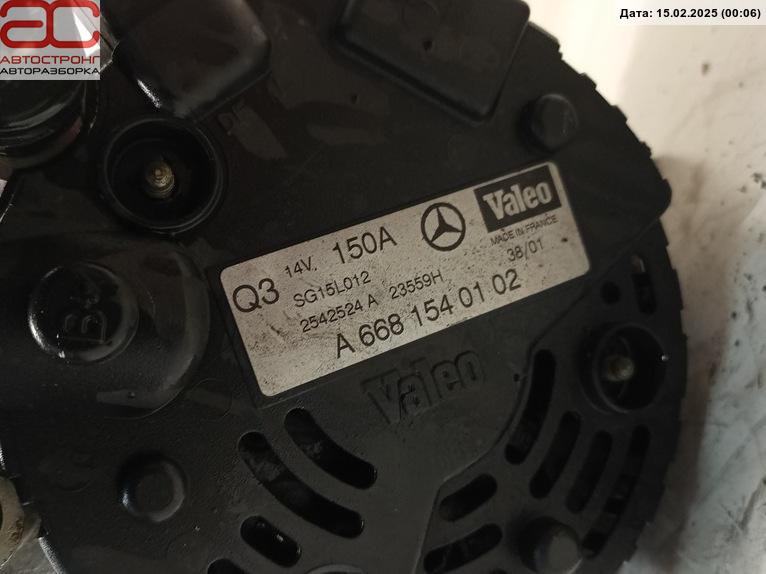 AC
АВТОСТРОНГ
АВТОРАЗБОРКА
Дата: 15.02.2025 (00:06)
Valeo
MADE IN FRANCE
38/01
Q3 14V. 150A
SG15L012
2542524 A 23559H
A 668 154 01 02
Valeo
B+